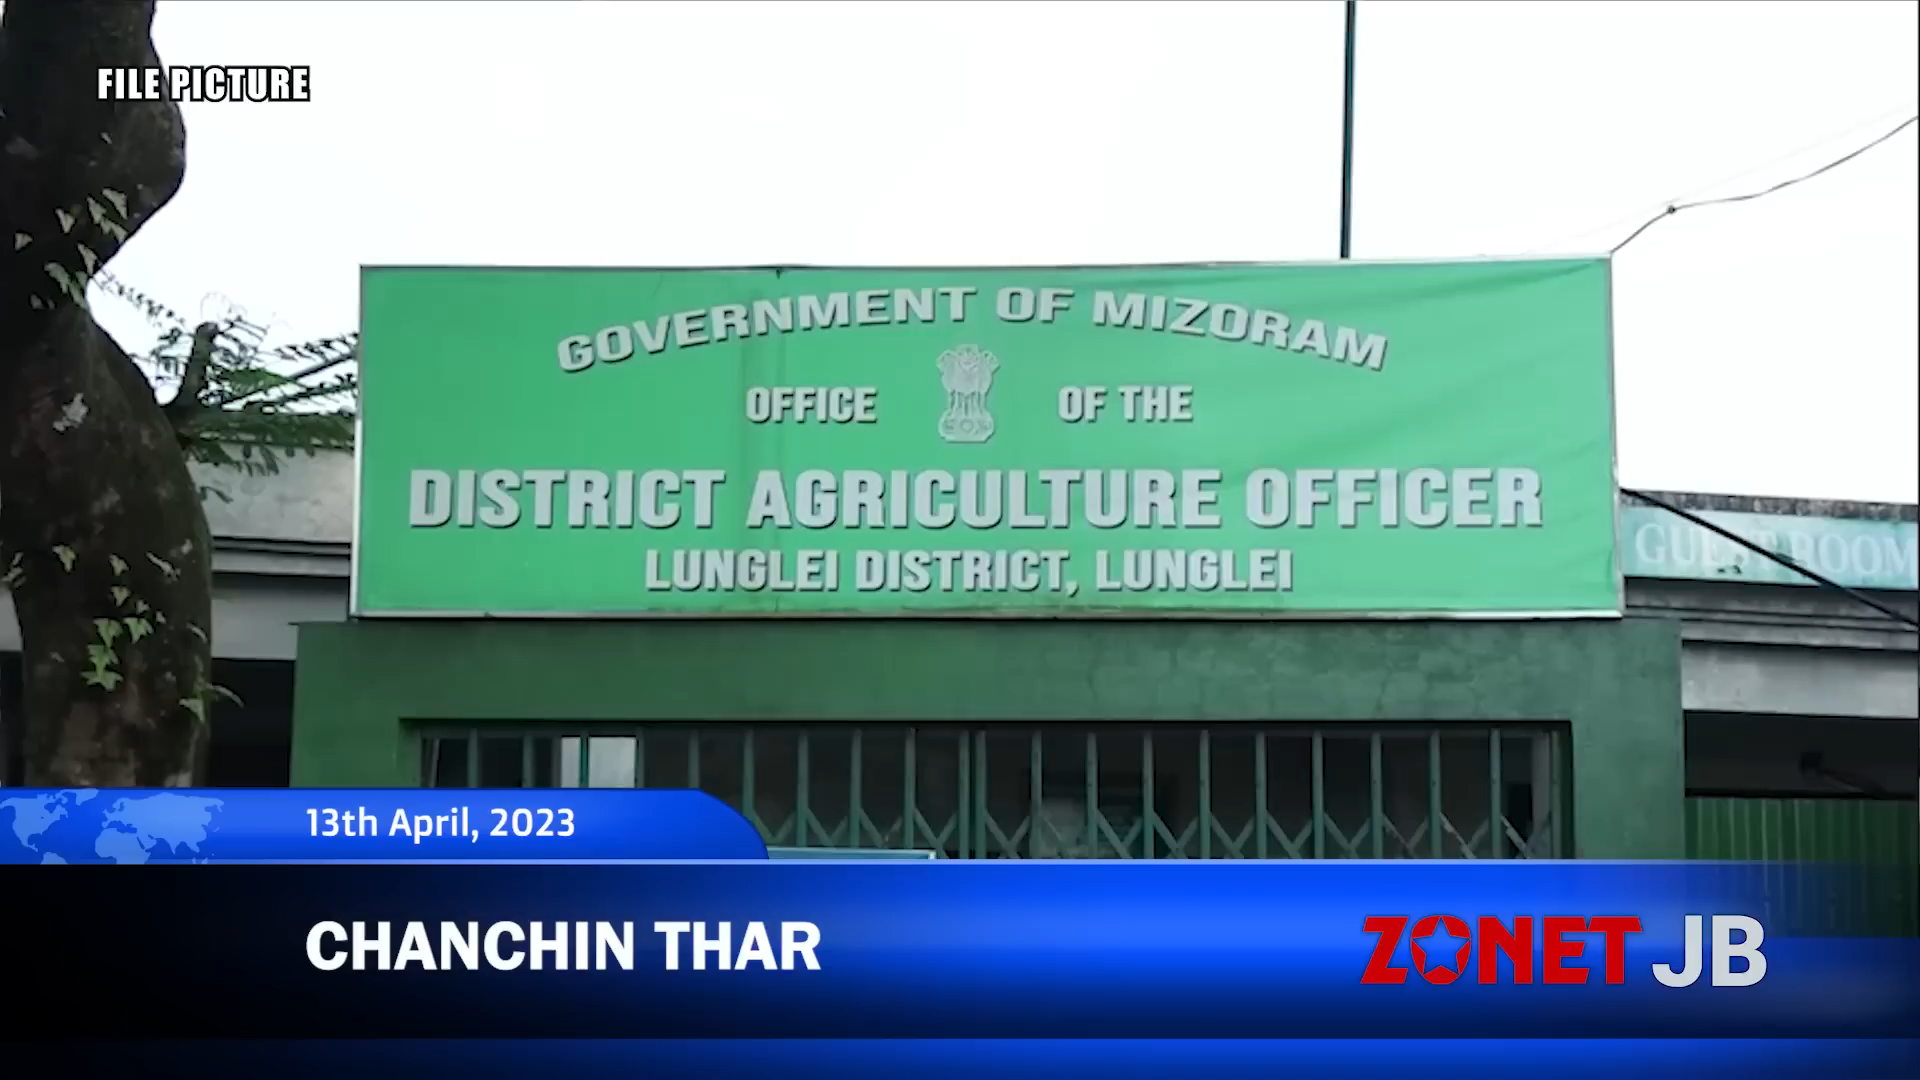 FILE PICTURE
GOVERNMENT OF MIZORAM
OFFICE OF THE
DISTRICT AGRICULTURE OFFICER
LUNGLEI DISTRICT, LUNGLEI
GUEST ROOM
13th April, 2023
CHANCHIN THAR
ZONET JB